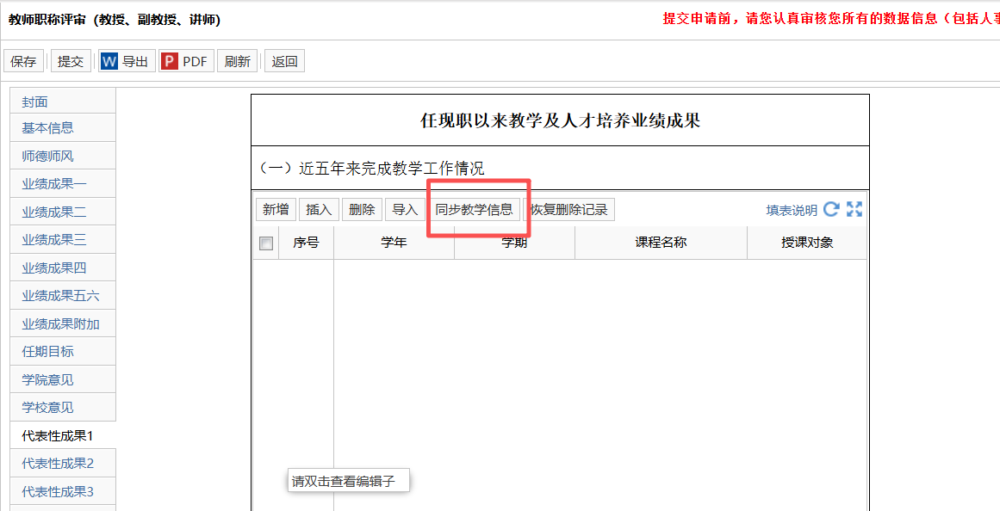 教师职称评审（教授、副教授、讲师）
提交申请前，请您认真审核您所有的数据信息（包括人事
保存 提交 导出 PDF 刷新 返回
封面
基本信息
师德师风
业绩成果一
业绩成果二
业绩成果三
业绩成果四
业绩成果五六
业绩成果附加
任期目标
学院意见
学校意见
代表性成果1
代表性成果2
代表性成果3
任现职以来教学及人才培养业绩成果
（一）近五年来完成教学工作情况
新增 插入 删除 导入 同步教学信息 恢复删除记录 填表说明
序号 学年 学期 课程名称 授课对象
请双击查看编辑子